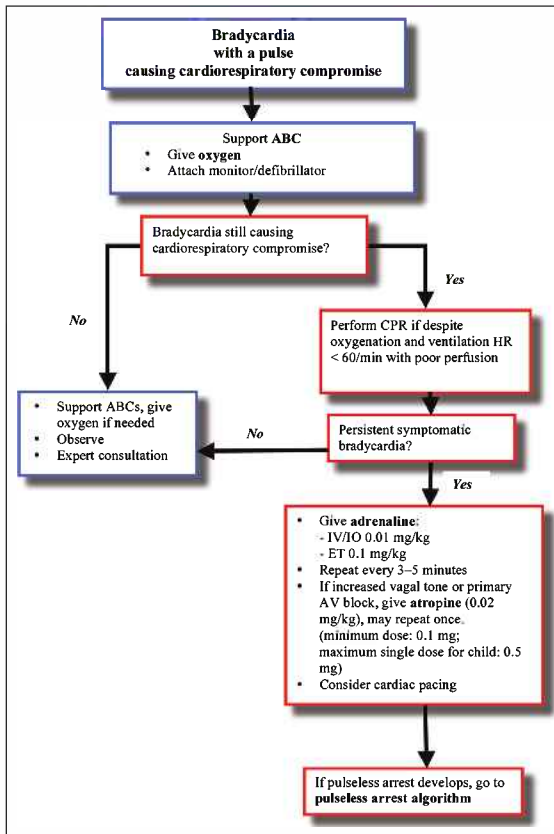 Bradycardia
with a pulse
causing cardiorespiratory compromise
Support ABC
• Give oxygen
• Attach monitor/defibrillator
Bradycardia still causing
cardiorespiratory compromise?
No
Yes
Perform CPR if despite
oxygenation and ventilation HR
< 60/min with poor perfusion
• Support ABCs, give
oxygen if needed
• Observe
• Expert consultation
No
Persistent symptomatic
bradycardia?
Yes
• Give adrenaline:
- IV/IO 0.01 mg/kg
- ET 0.1 mg/kg
• Repeat every 3–5 minutes
• If increased vagal tone or primary
AV block, give atropine (0.02
mg/kg), may repeat once.
(minimum dose: 0.1 mg;
maximum single dose for child: 0.5
mg)
• Consider cardiac pacing
If pulseless arrest develops, go to
pulseless arrest algorithm